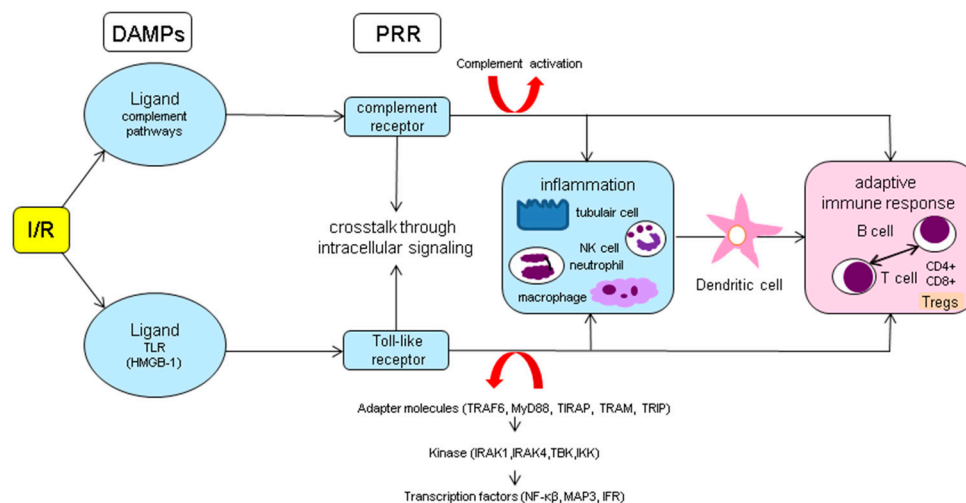 DAMPs
PRR
Complement activation
Ligand
complement
pathways
complement
receptor
I/R
crosstalk through
intracellular signaling
inflammation
tubulair cell
NK cell
neutrophil
macrophage
Dendritic cell
adaptive
immune response
B cell
T cell
CD4+
CD8+
Tregs
Ligand
TLR
(HMGB-1)
Toll-like
receptor
Adapter molecules (TRAF6, MyD88, TIRAP, TRAM, TRIP)
Kinase (IRAK1,IRAK4,TBK,IKK)
Transcription factors (NF-κβ, MAP3, IFR)